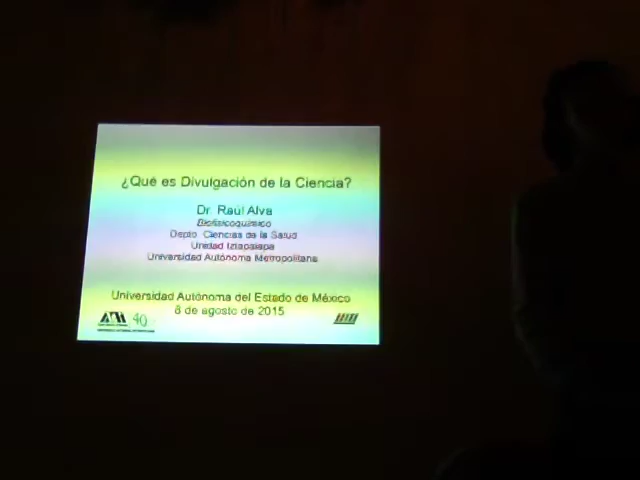 ¿Qué es Divulgación de la Ciencia?
Dr. Raúl Alva
Biofisicoquímico
Depto. Ciencias de la Salud
Unidad Iztapalapa
Universidad Autónoma Metropolitana
Universidad Autónoma del Estado de México
8 de agosto de 2015
40